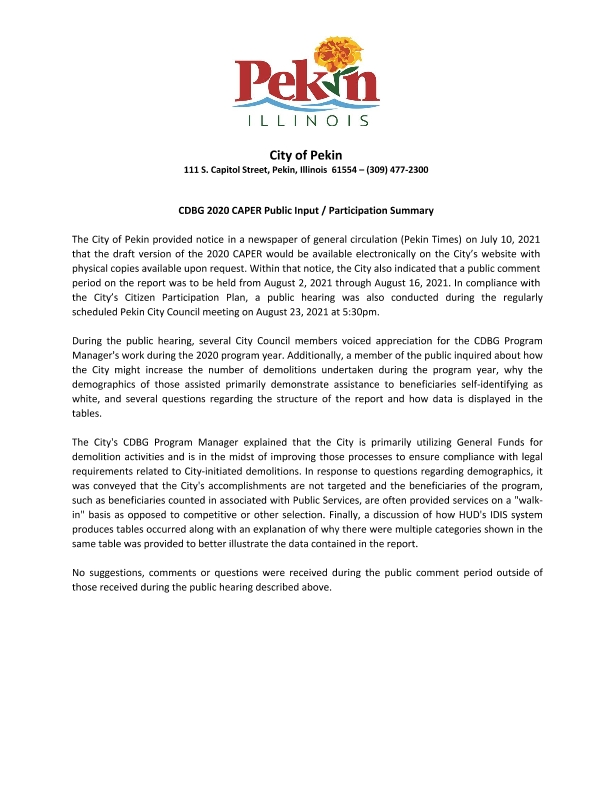 Pekin
ILLINOIS
City of Pekin
111 S. Capitol Street, Pekin, Illinois  61554 – (309) 477-2300
CDBG 2020 CAPER Public Input / Participation Summary
The City of Pekin provided notice in a newspaper of general circulation (Pekin Times) on July 10, 2021
that the draft version of the 2020 CAPER would be available electronically on the City's website with
physical copies available upon request. Within that notice, the City also indicated that a public comment
period on the report was to be held from August 2, 2021 through August 16, 2021. In compliance with
the City's Citizen Participation Plan, a public hearing was also conducted during the regularly
scheduled Pekin City Council meeting on August 23, 2021 at 5:30pm.
During the public hearing, several City Council members voiced appreciation for the CDBG Program
Manager's work during the 2020 program year. Additionally, a member of the public inquired about how
the City might increase the number of demolitions undertaken during the program year, why the
demographics of those assisted primarily demonstrate assistance to beneficiaries self-identifying as
white, and several questions regarding the structure of the report and how data is displayed in the
tables.
The City's CDBG Program Manager explained that the City is primarily utilizing General Funds for
demolition activities and is in the midst of improving those processes to ensure compliance with legal
requirements related to City-initiated demolitions. In response to questions regarding demographics, it
was conveyed that the City's accomplishments are not targeted and the beneficiaries of the program,
such as beneficiaries counted in associated with Public Services, are often provided services on a "walk-
in" basis as opposed to competitive or other selection. Finally, a discussion of how HUD's IDIS system
produces tables occurred along with an explanation of why there were multiple categories shown in the
same table was provided to better illustrate the data contained in the report.
No suggestions, comments or questions were received during the public comment period outside of
those received during the public hearing described above.